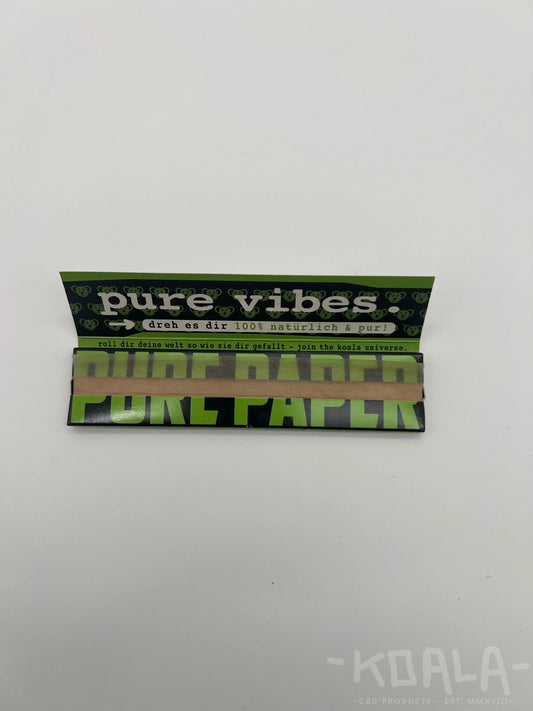 pure vibes.
→ dreh es dir 100% natürlich & pur!
roll dir deine welt so wie sie dir gefällt - join the koala universe.
PURE PAPER
-KOALA-
CBD PRODUCTS - EST. MMXVIII-